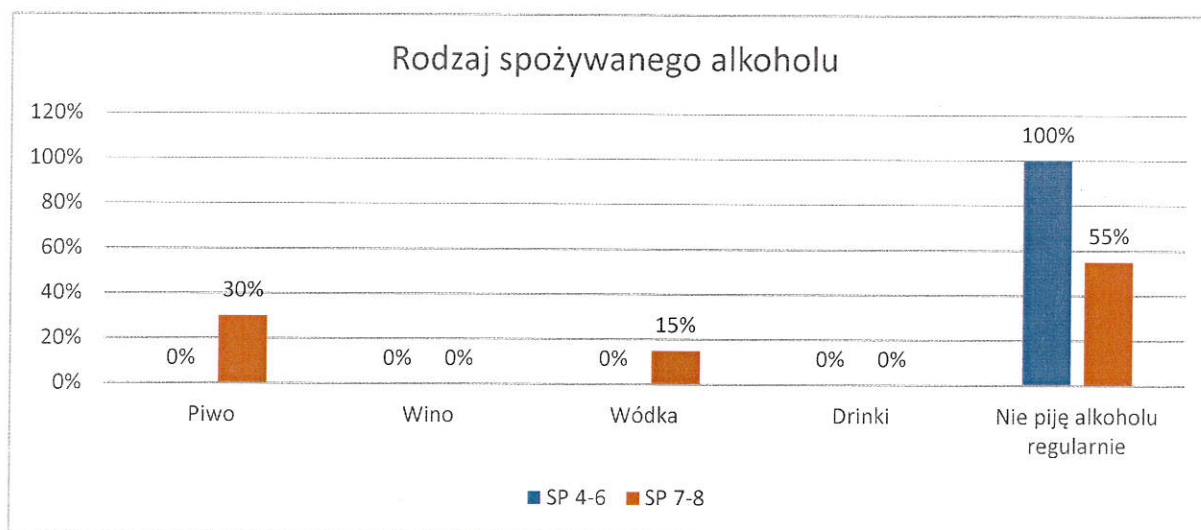 Rodzaj spożywanego alkoholu
120%
100%
80%
60%
40%
20%
0%
0%
30%
0%
0%
0%
15%
0%
0%
100%
55%
Piwo
Wino
Wódka
Drinki
Nie piję alkoholu
regularnie
SP 4-6
SP 7-8